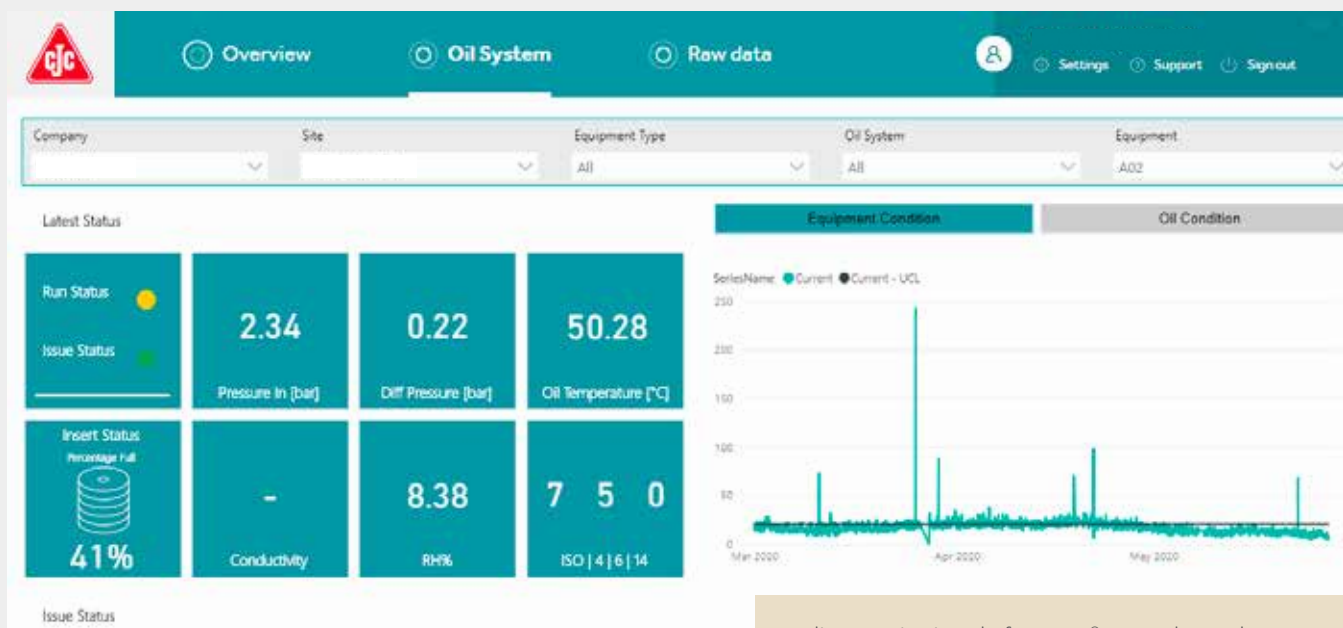 cjc
Overview
Oil System
Raw data
Settings
Support
Sign out
Company
Site
Equipment Type
Oil System
Equipment
All
All
A02
Latest Status
Equipment Condition
Oil Condition
Run Status
Issue Status
2.34
Pressure In [bar]
0.22
Diff Pressure [bar]
50.28
Oil Temperature [°C]
Insert Status
Percentage Full
41%
-
Conductivity
8.38
RH%
7 5 0
ISO | 4 | 6 | 14
SeriesName Current Current - UCL
250
200
150
100
50
0
Mar 2020
Apr 2020
May 2020
Issue Status